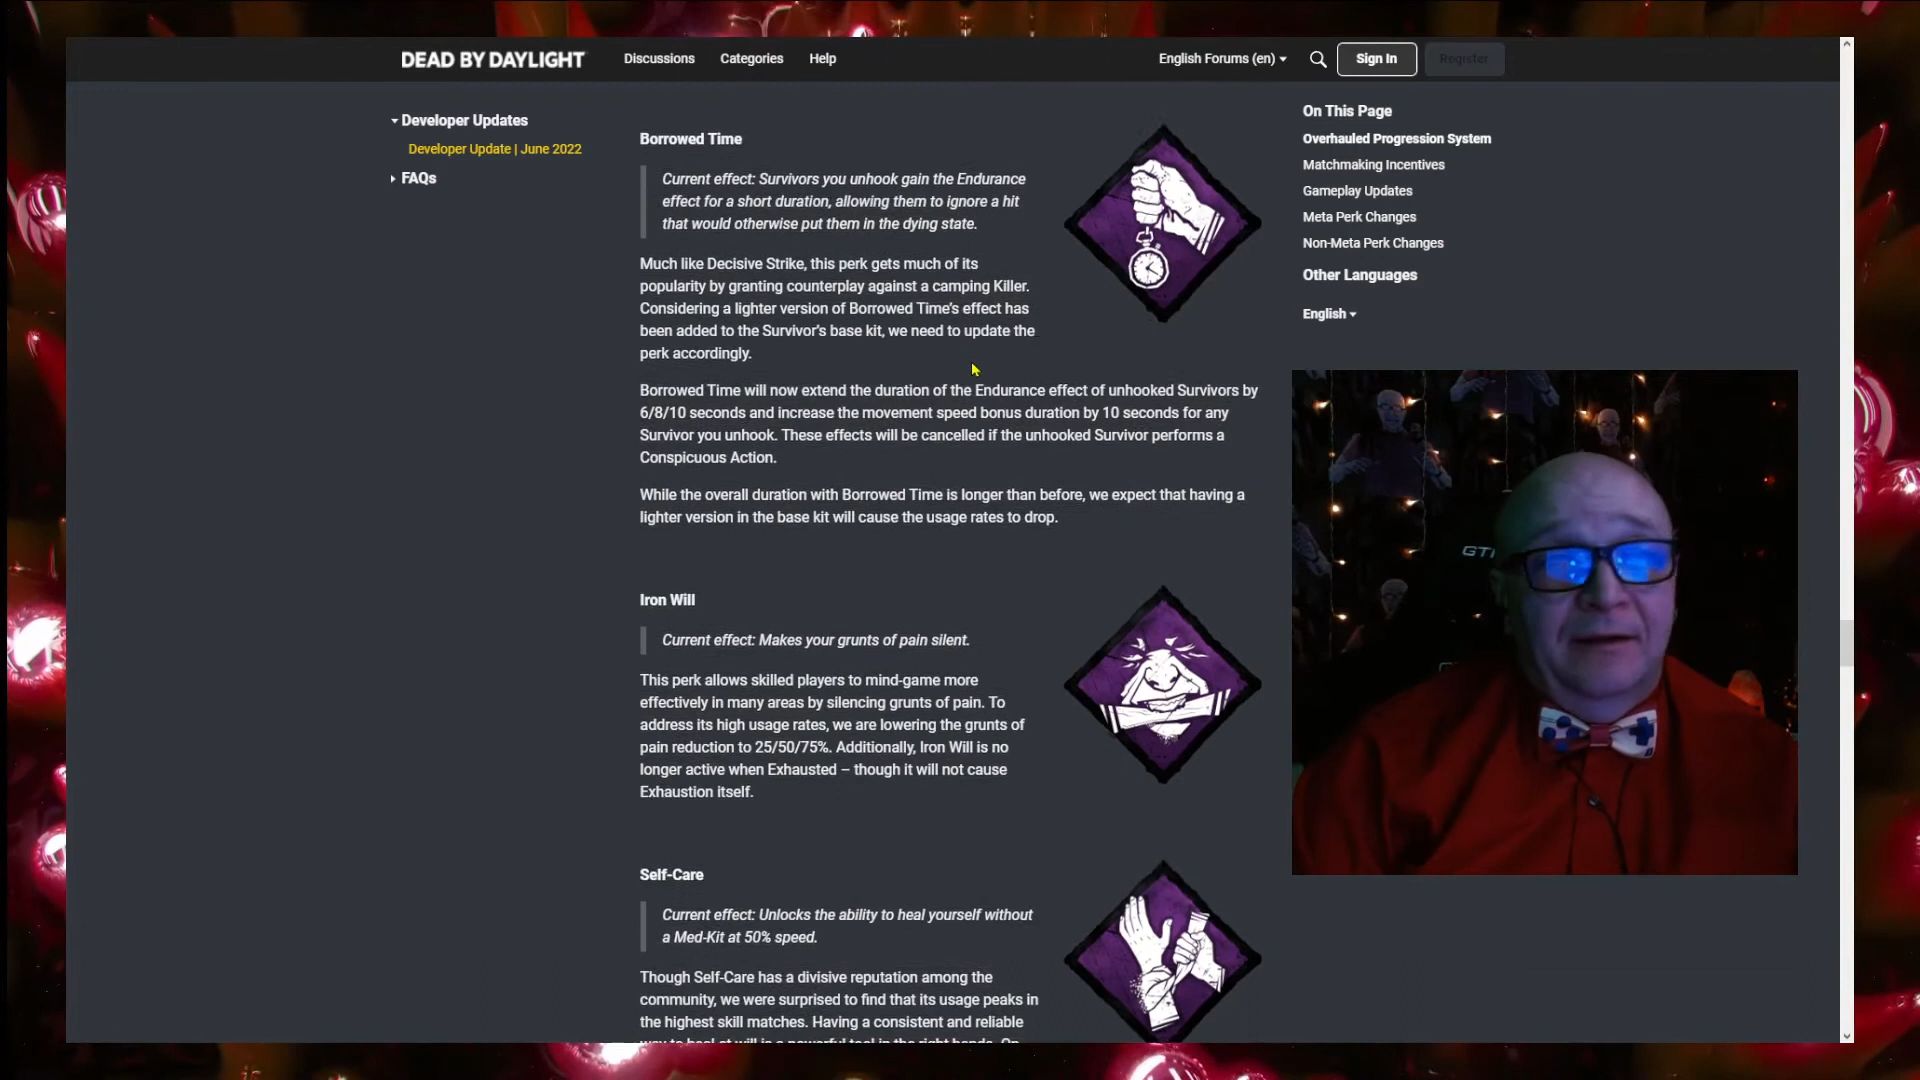 DEAD BY DAYLIGHT
Discussions
Categories
Help
English Forums (en)
Sign In
Register
Developer Updates
Developer Update | June 2022
FAQs
Borrowed Time
Current effect: Survivors you unhook gain the Endurance
effect for a short duration, allowing them to ignore a hit
that would otherwise put them in the dying state.
Much like Decisive Strike, this perk gets much of its
popularity by granting counterplay against a camping Killer.
Considering a lighter version of Borrowed Time's effect has
been added to the Survivor's base kit, we need to update the
perk accordingly.
Borrowed Time will now extend the duration of the Endurance effect of unhooked Survivors by
6/8/10 seconds and increase the movement speed bonus duration by 10 seconds for any
Survivor you unhook. These effects will be cancelled if the unhooked Survivor performs a
Conspicuous Action.
While the overall duration with Borrowed Time is longer than before, we expect that having a
lighter version in the base kit will cause the usage rates to drop.
Iron Will
Current effect: Makes your grunts of pain silent.
This perk allows skilled players to mind-game more
effectively in many areas by silencing grunts of pain. To
address its high usage rates, we are lowering the grunts of
pain reduction to 25/50/75%. Additionally, Iron Will is no
longer active when Exhausted – though it will not cause
Exhaustion itself.
Self-Care
Current effect: Unlocks the ability to heal yourself without
a Med-Kit at 50% speed.
Though Self-Care has a divisive reputation among the
community, we were surprised to find that its usage peaks in
the highest skill matches. Having a consistent and reliable
On This Page
Overhauled Progression System
Matchmaking Incentives
Gameplay Updates
Meta Perk Changes
Non-Meta Perk Changes
Other Languages
English